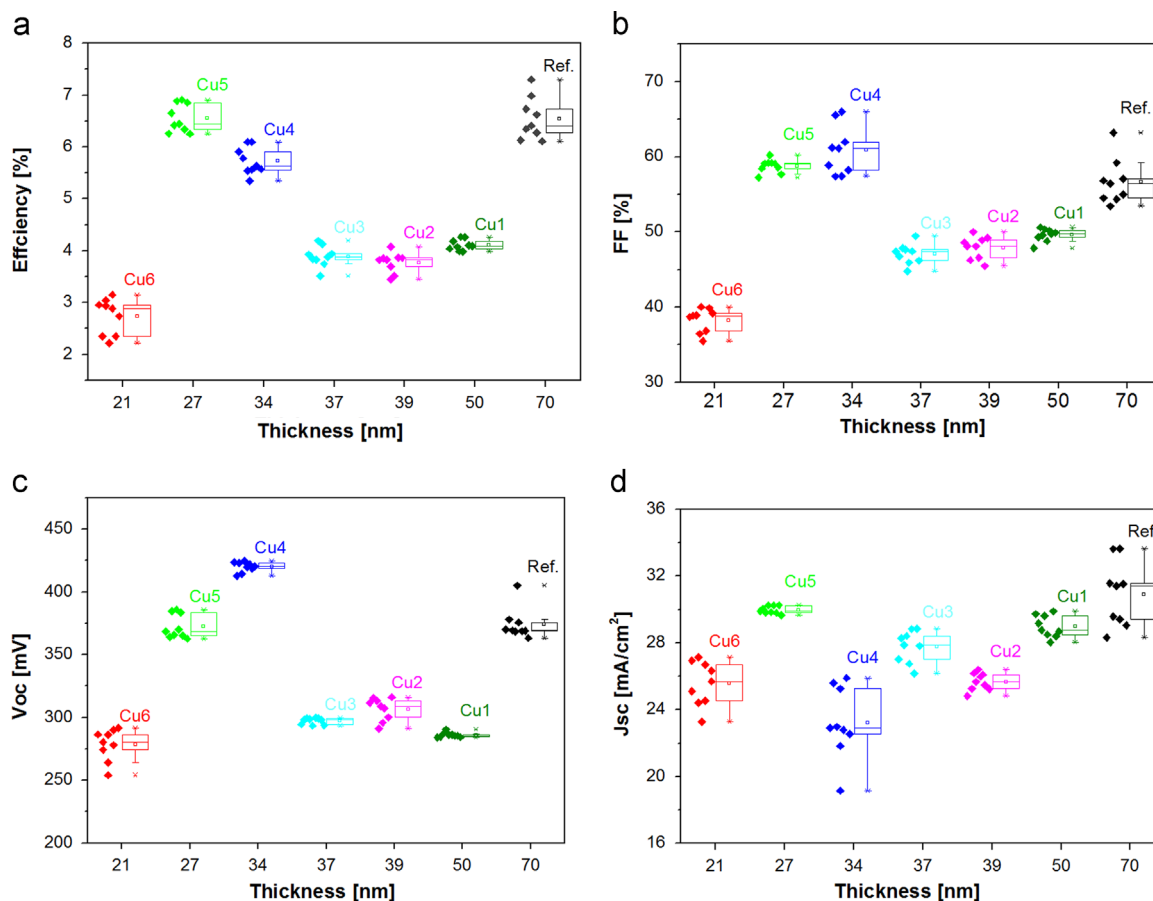 a
Effciency [%]
8
7
6
5
4
3
2
Cu6
Cu5
Cu4
Cu3
Cu2
Cu1
Ref.
21 27 34 37 39 50 70
Thickness [nm]
b
FF [%]
70
60
50
40
30
Cu6
Cu5
Cu4
Cu3
Cu2
Cu1
Ref.
21 27 34 37 39 50 70
Thickness [nm]
c
Voc [mV]
450
400
350
300
250
200
Cu6
Cu5
Cu4
Cu3
Cu2
Cu1
Ref.
21 27 34 37 39 50 70
Thickness [nm]
d
Jsc [mA/cm²]
36
32
28
24
20
16
Cu6
Cu5
Cu4
Cu3
Cu2
Cu1
Ref
21 27 34 37 39 50 70
Thickness [nm]